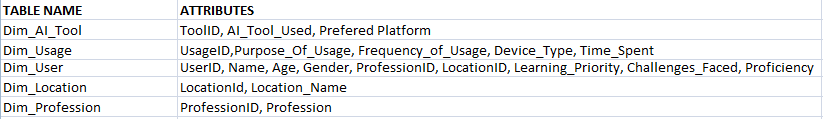 TABLE NAME ATTRIBUTES
Dim_AI_Tool ToolID, AI_Tool_Used, Prefered Platform
Dim_Usage UsageID,Purpose_Of_Usage, Frequency_of_Usage, Device_Type, Time_Spent
Dim_User UserID, Name, Age, Gender, ProfessionID, LocationID, Learning_Priority, Challenges_Faced, Proficiency
Dim_Location LocationId, Location_Name
Dim_Profession ProfessionID, Profession